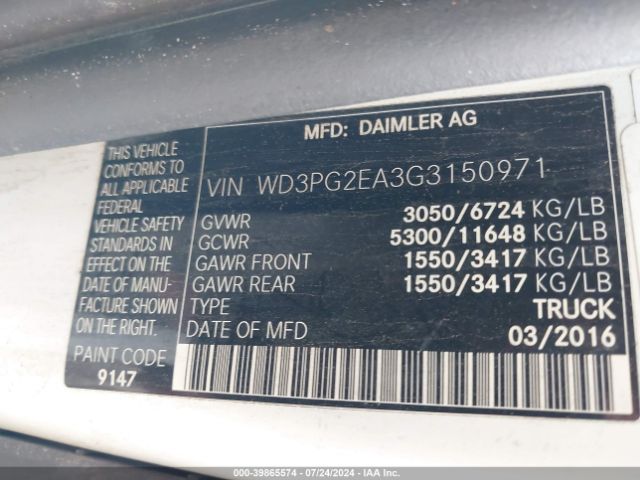 MFD: DAIMLER AG
THIS VEHICLE
CONFORMS TO
ALL APPLICABLE
FEDERAL
VEHICLE SAFETY
STANDARDS IN
EFFECT ON THE
DATE OF MANU-
FACTURE SHOWN
ON THE RIGHT.
PAINT CODE
9147
VIN WD3PG2EA3G3150971
GVWR 3050/6724 KG/LB
GCWR 5300/11648 KG/LB
GAWR FRONT 1550/3417 KG/LB
GAWR REAR 1550/3417 KG/LB
TYPE TRUCK
DATE OF MFD 03/2016
000-39865574 | 07/24/2024 - IAA Inc.